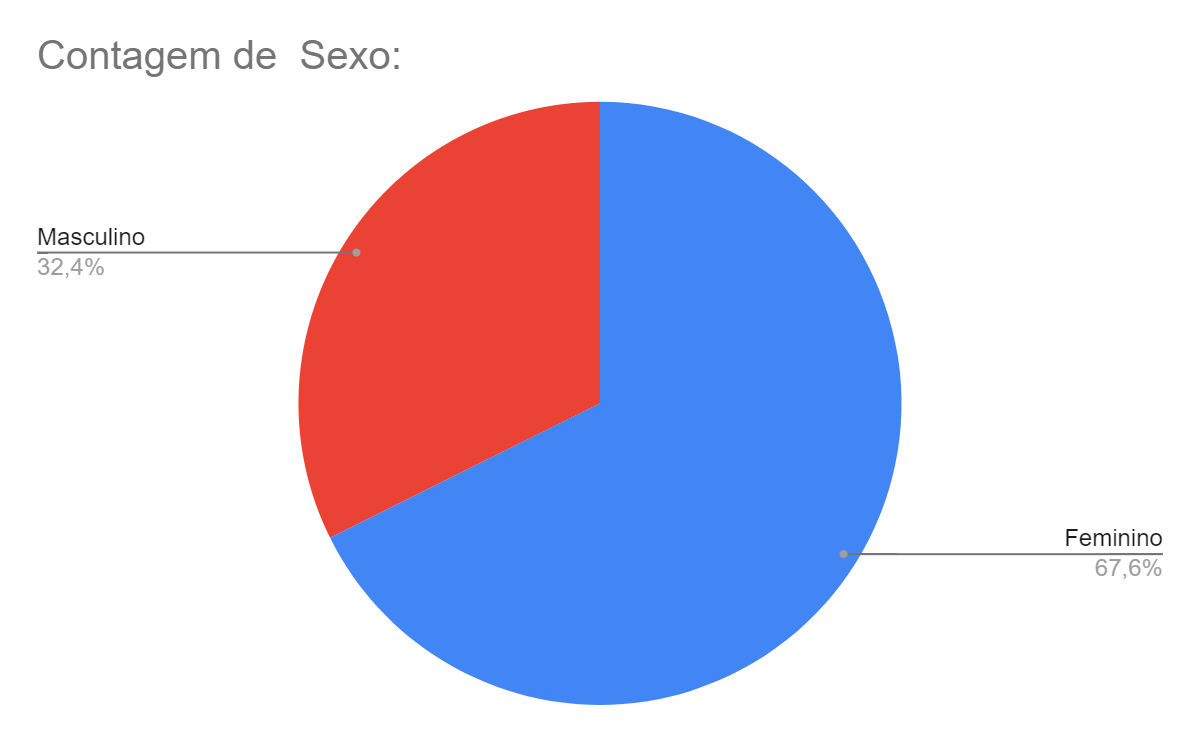 Contagem de  Sexo:
Masculino
32,4%
Feminino
67,6%